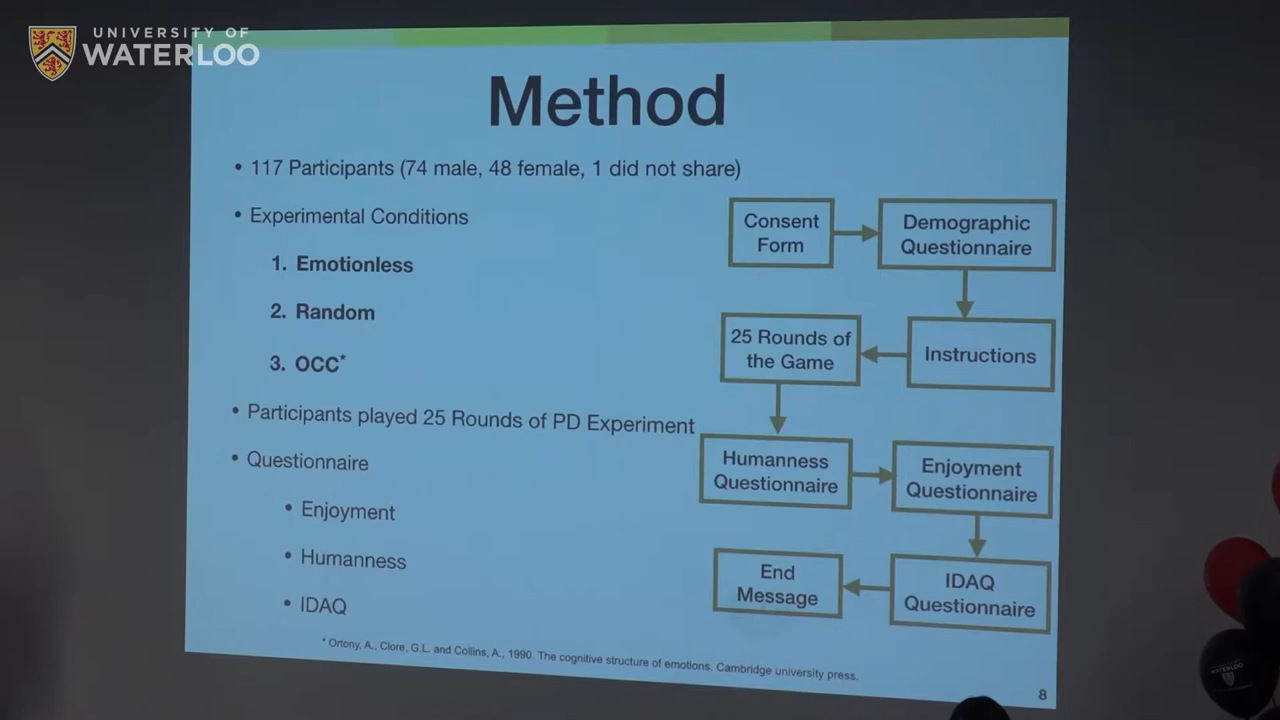 UNIVERSITY OF
WATERLOO
Method
• 117 Participants (74 male, 48 female, 1 did not share)
• Experimental Conditions
1. Emotionless
2. Random
3. OCC*
• Participants played 25 Rounds of PD Experiment
• Questionnaire
• Enjoyment
• Humanness
• IDAQ
Consent
Form
Demographic
Questionnaire
Instructions
25 Rounds of
the Game
Humanness
Questionnaire
Enjoyment
Questionnaire
IDAQ
Questionnaire
End
Message
* Ortony, A., Clore, G.L. and Collins, A., 1990. The cognitive structure of emotions. Cambridge university press.
8
WATERLOO